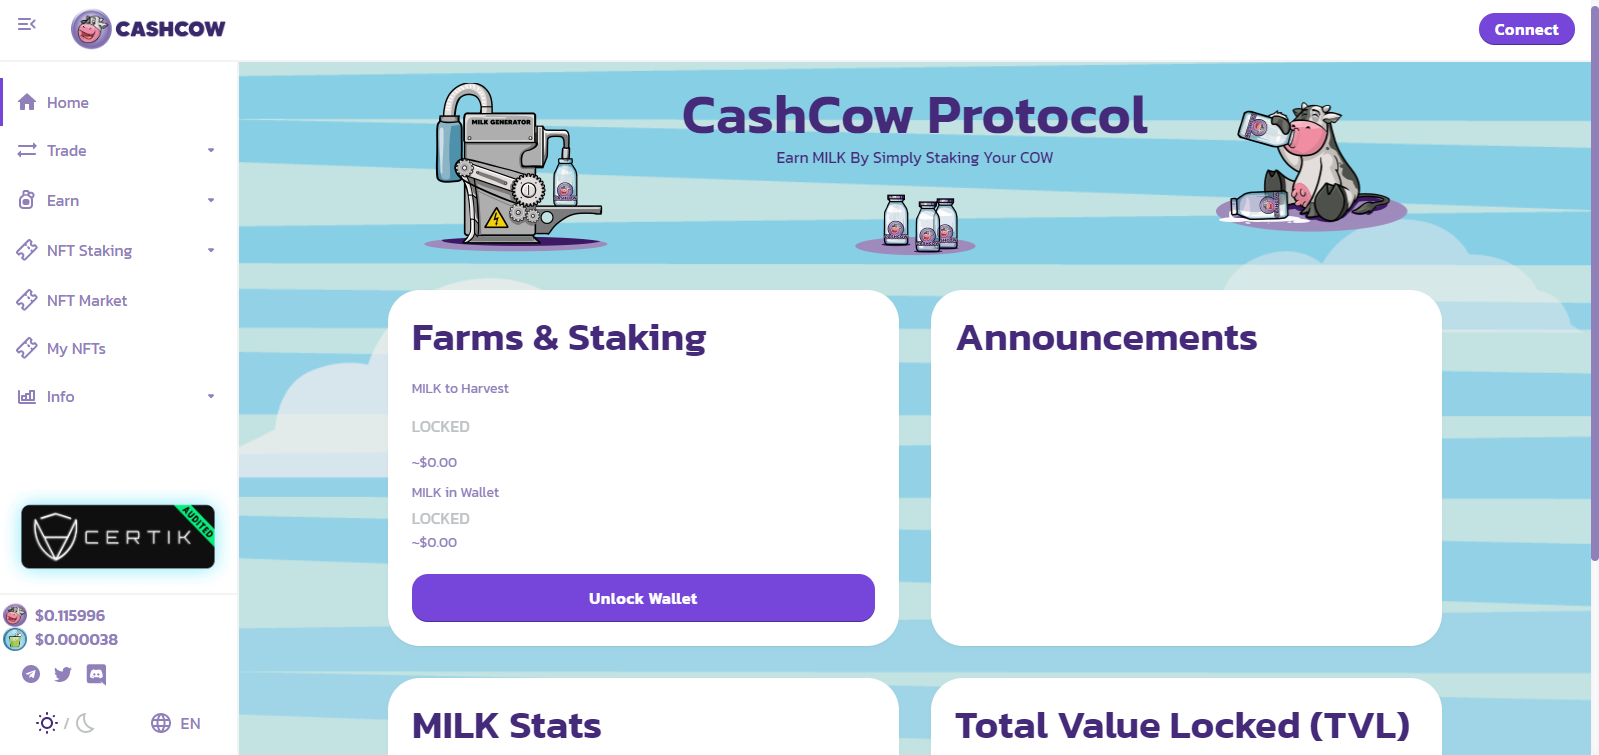 CASHCOW
Connect
Home
Trade
Earn
NFT Staking
NFT Market
My NFTs
Info
AUDITED
CERTIK
$0.115996
$0.000038
/
EN
MILK GENERATOR
CashCow Protocol
Earn MILK By Simply Staking Your COW
Farms & Staking
MILK to Harvest
LOCKED
~$0.00
MILK in Wallet
LOCKED
~$0.00
Unlock Wallet
Announcements
MILK Stats
Total Value Locked (TVL)